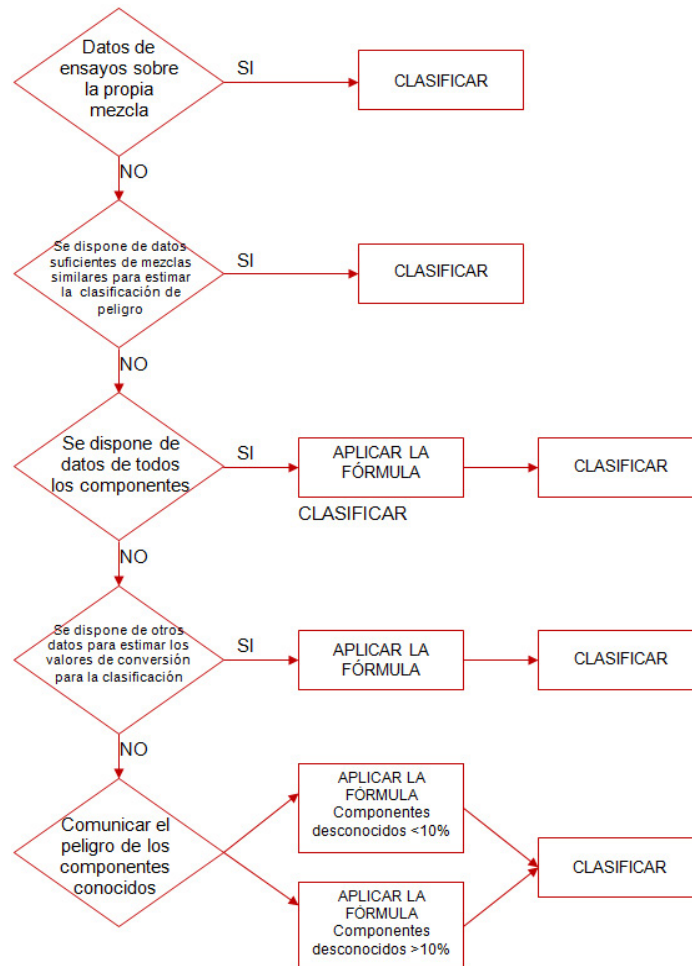 Datos de
ensayos sobre
la propia
mezcla
SI
CLASIFICAR
NO
Se dispone de datos
suficientes de mezclas
similares para estimar
la clasificación de
peligro
SI
CLASIFICAR
NO
Se dispone de
datos de todos
los componentes
SI
APLICAR LA
FÓRMULA
CLASIFICAR
CLASIFICAR
NO
Se dispone de otros
datos para estimar los
valores de conversión
para la clasificación
SI
APLICAR LA
FÓRMULA
CLASIFICAR
NO
Comunicar el
peligro de los
componentes
conocidos
APLICAR LA
FÓRMULA
Componentes
desconocidos <10%
APLICAR LA
FÓRMULA
Componentes
desconocidos >10%
CLASIFICAR